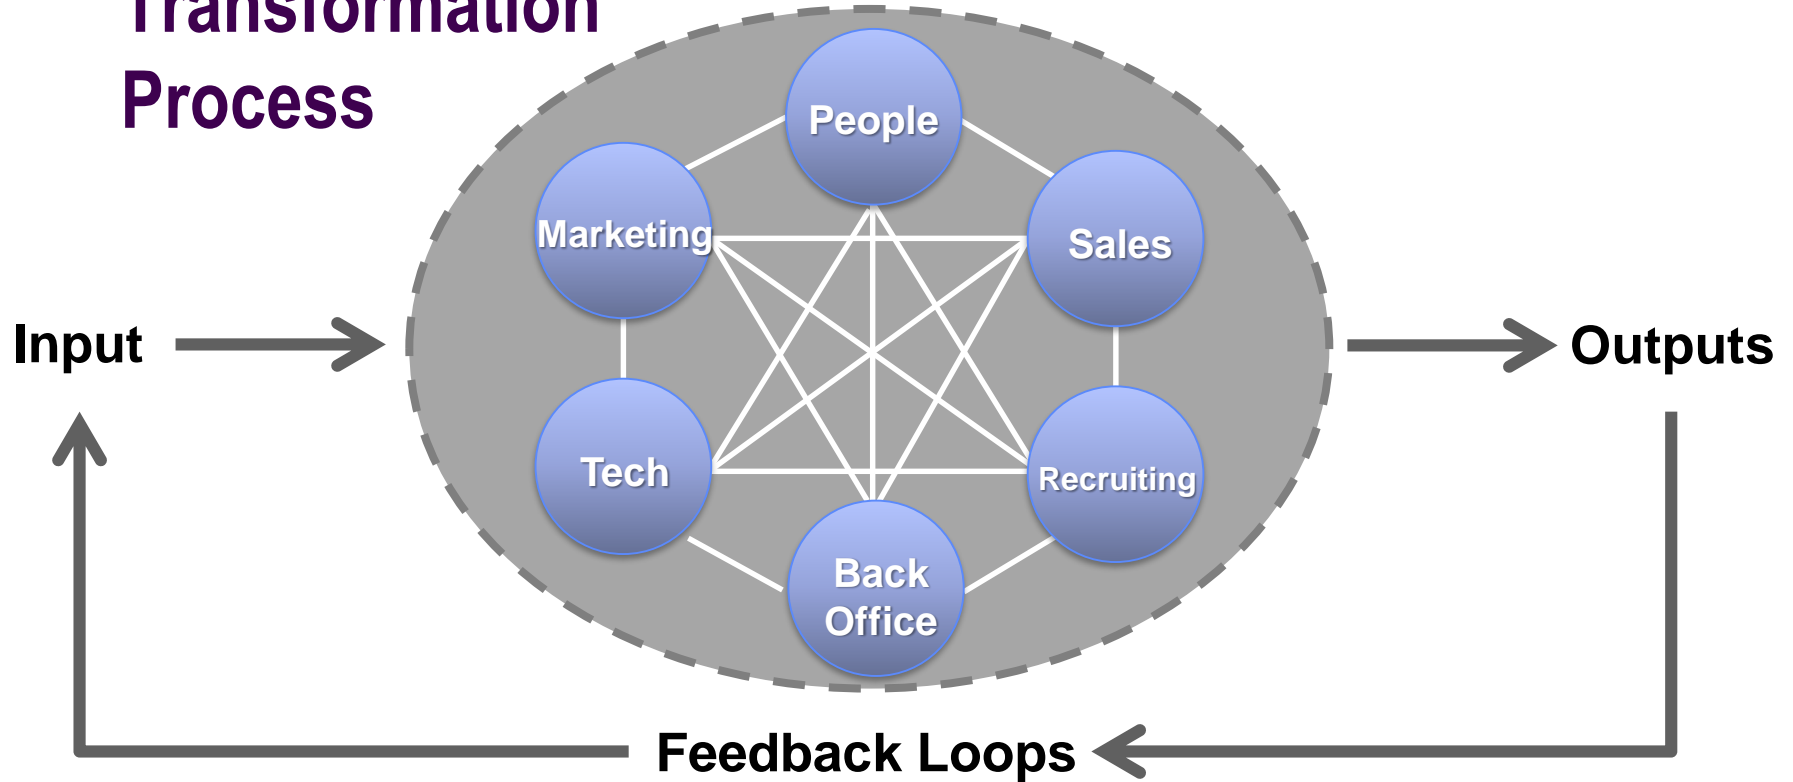 Transformation
Process
People
Marketing
Sales
Input
Outputs
Tech
Recruiting
Back
Office
Feedback Loops